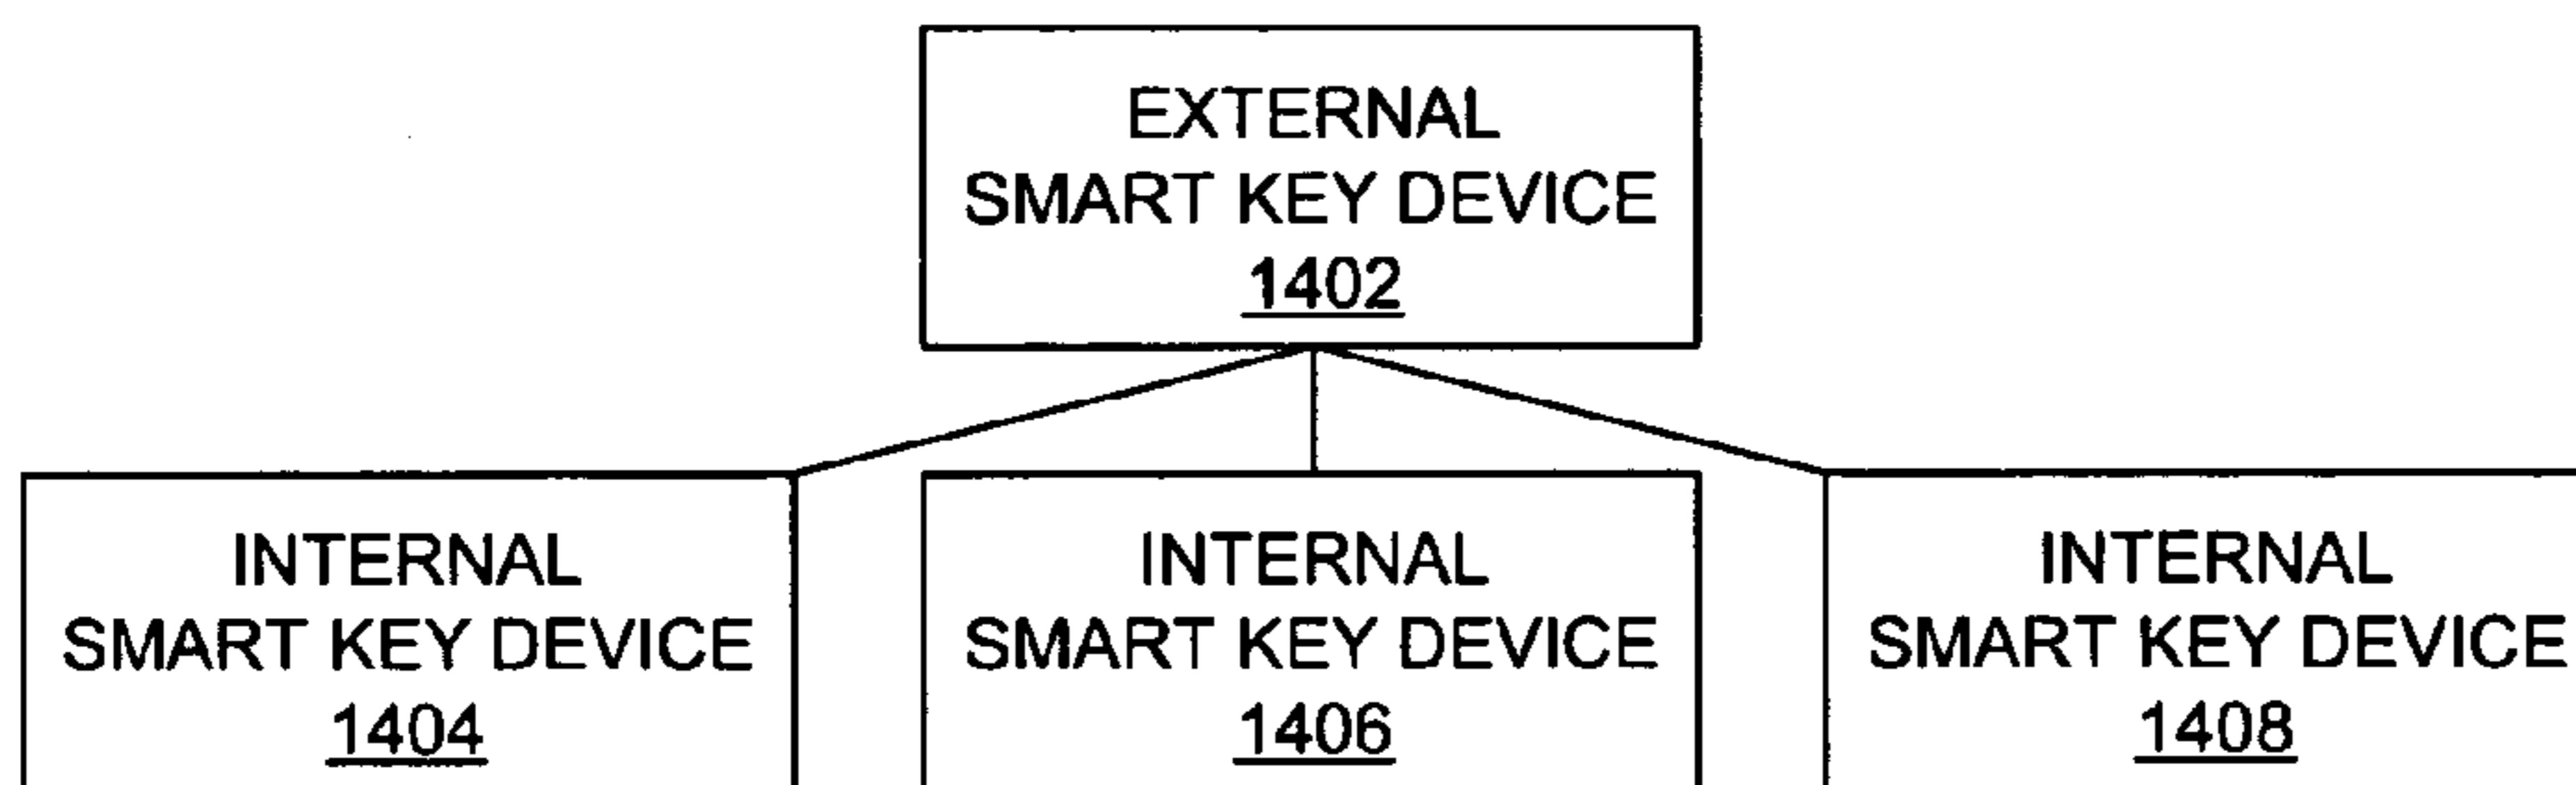 EXTERNAL
SMART KEY DEVICE
1402
INTERNAL
SMART KEY DEVICE
1404
INTERNAL
SMART KEY DEVICE
1406
INTERNAL
SMART KEY DEVICE
1408